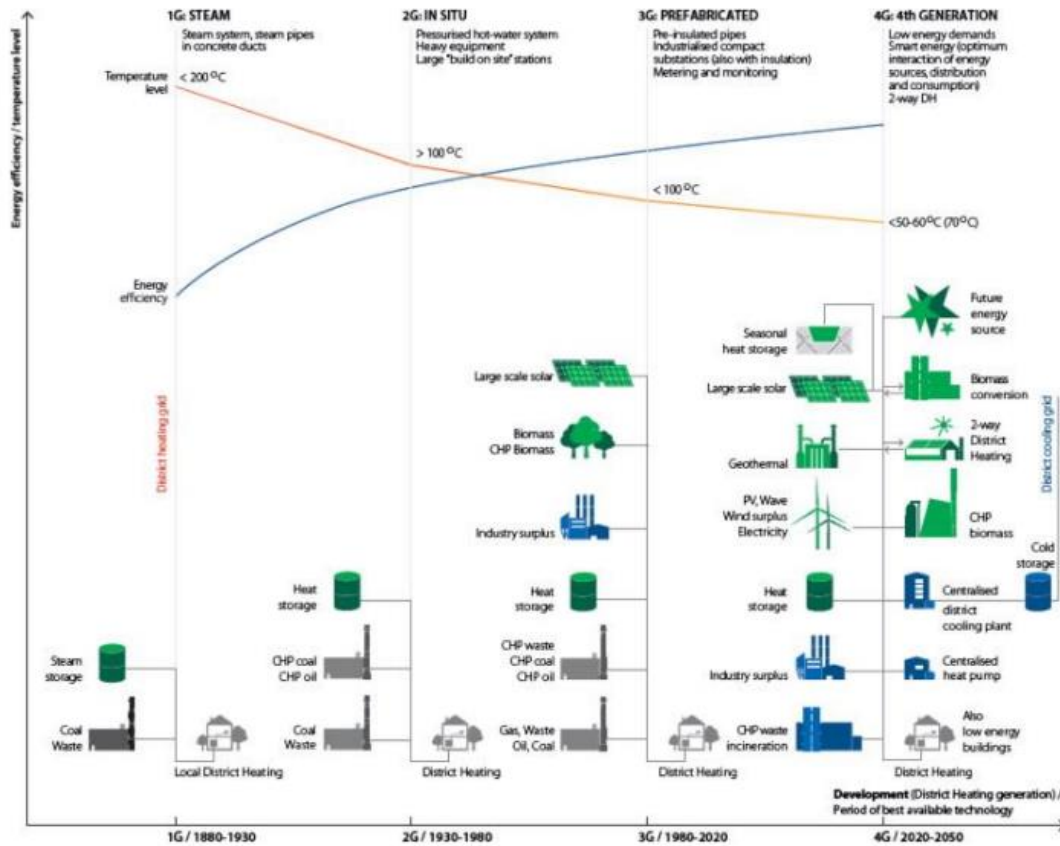 1G: STEAM
Steam system, steam pipes
in concrete ducts
2G: IN SITU
Pressurised hot-water system
Heavy equipment
Large "build on site" stations
3G: PREFABRICATED
Pre-insulated pipes
Industrialised compact
substations (also with insulation)
Metering and monitoring
4G: 4th GENERATION
Low energy demands
Smart energy (optimum
interaction of energy
sources, distribution
and consumption)
2-way DH
Energy efficiency / temperature level
Temperature
level
< 200 °C
> 100 °C
< 100 °C
<50-60°C (70°C)
Energy
efficiency
District heating grid
District cooling grid
Steam
storage
Coal
Waste
Local District Heating
Heat
storage
CHP coal
CHP oil
Coal
Waste
District Heating
Large scale solar
Biomass
CHP Biomass
Industry surplus
Heat
storage
CHP waste
CHP coal
CHP oil
Gas, Waste
Oil, Coal
District Heating
Seasonal
heat storage
Large scale solar
Geothermal
PV, Wave
Wind surplus
Electricity
Heat
storage
Industry surplus
CHP waste
incineration
Future
energy
source
Biomass
conversion
2-way
District
Heating
CHP
biomass
Cold
storage
Centralised
district
cooling plant
Centralised
heat pump
Also
low energy
buildings
District Heating
Development (District Heating generation) /
Period of best available technology
1G / 1880-1930
2G / 1930-1980
3G / 1980-2020
4G / 2020-2050